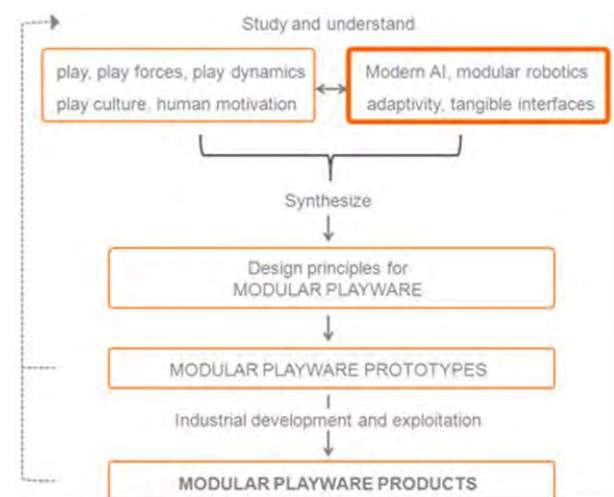 Study and understand
play, play forces, play dynamics
play culture, human motivation
Modern AI, modular robotics
adaptivity, tangible interfaces
Synthesize
Design principles for
MODULAR PLAYWARE
MODULAR PLAYWARE PROTOTYPES
Industrial development and exploitation
MODULAR PLAYWARE PRODUCTS